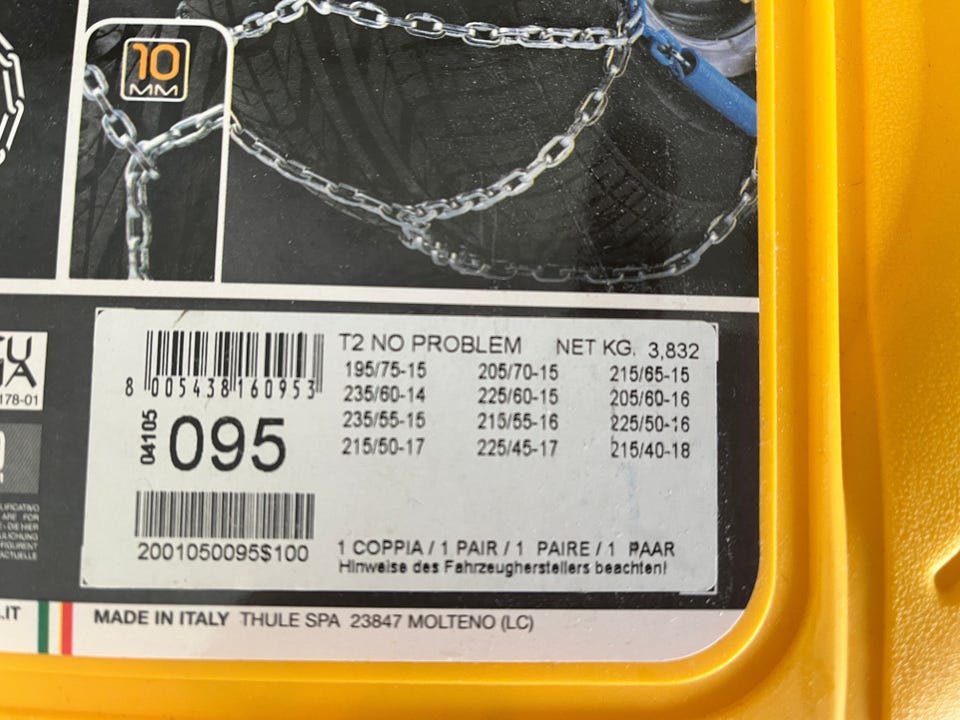 10
MM
T2 NO PROBLEM NET KG. 3,832
195/75-15 205/70-15 215/65-15
235/60-14 225/60-15 205/60-16
235/55-15 215/55-16 225/50-16
215/50-17 225/45-17 215/40-18
8 005438 160953
04105
095
2001050095$100
1 COPPIA / 1 PAIR / 1 PAIRE / 1 PAAR
Hinweise des Fahrzeugherstellers beachten!
178-01
.IT
MADE IN ITALY THULE SPA 23847 MOLTENO (LC)